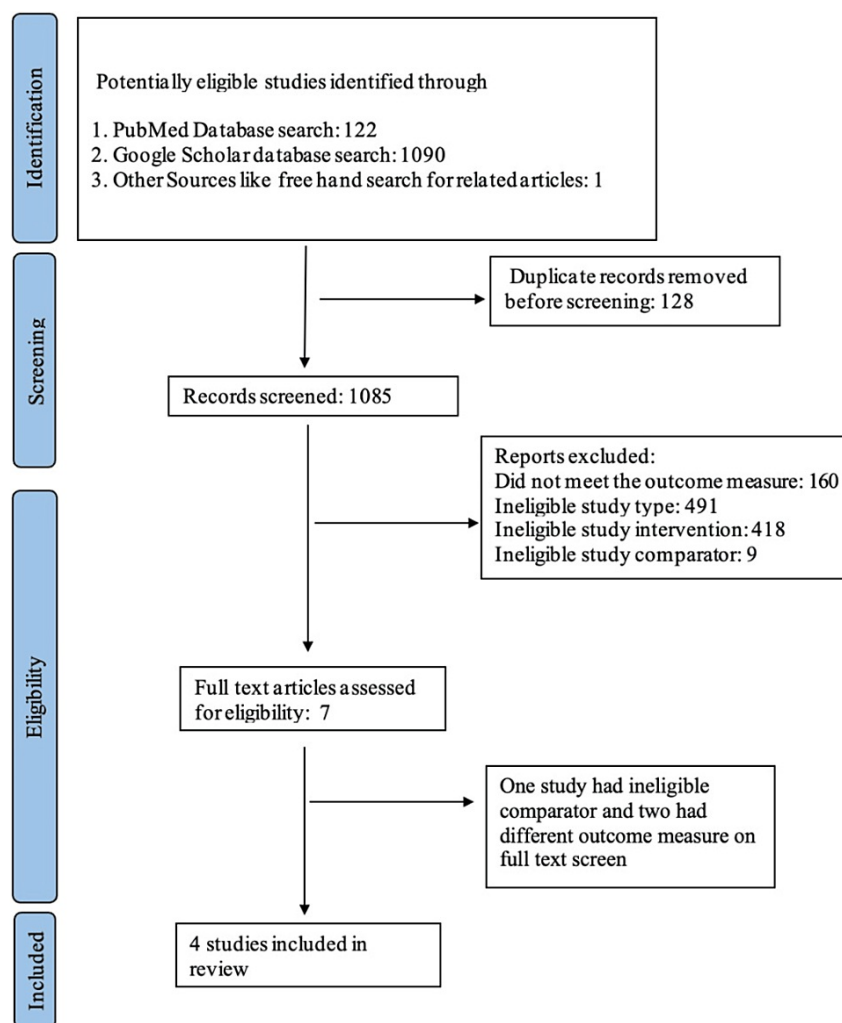 Identification
Potentially eligible studies identified through
1. PubMed Database search: 122
2. Google Scholar database search: 1090
3. Other Sources like free hand search for related articles: 1
Screening
Duplicate records removed
before screening: 128
Records screened: 1085
Reports excluded:
Did not meet the outcome measure: 160
Ineligible study type: 491
Ineligible study intervention: 418
Ineligible study comparator: 9
Eligibility
Full text articles assessed
for eligibility: 7
One study had ineligible
comparator and two had
different outcome measure on
full text screen
Included
4 studies included in
review